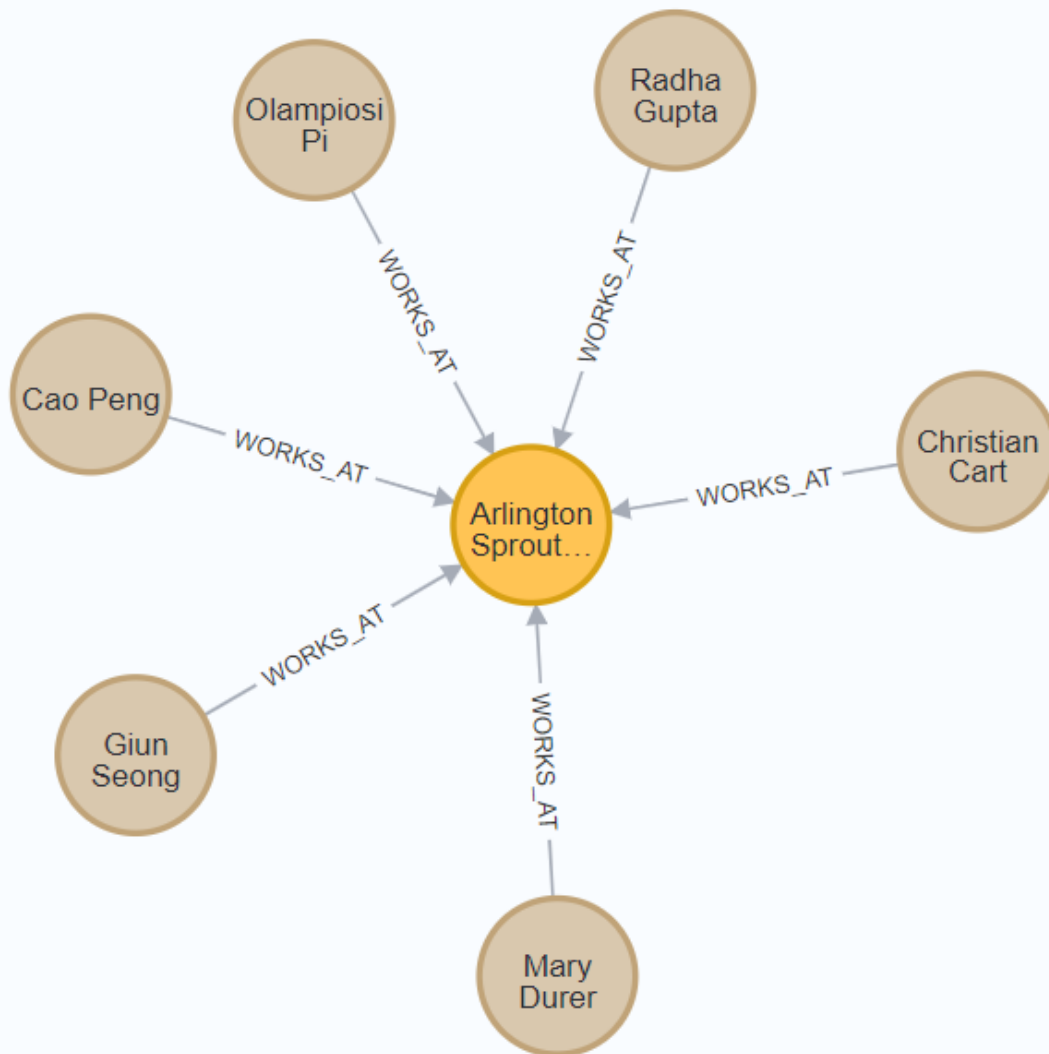 Olampiosi
Pi
Radha
Gupta
WORKS_AT
WORKS_AT
Cao Peng
WORKS_AT
Christian
Cart
WORKS_AT
Arlington
Sprout…
WORKS_AT
Giun
Seong
WORKS_AT
Mary
Durer